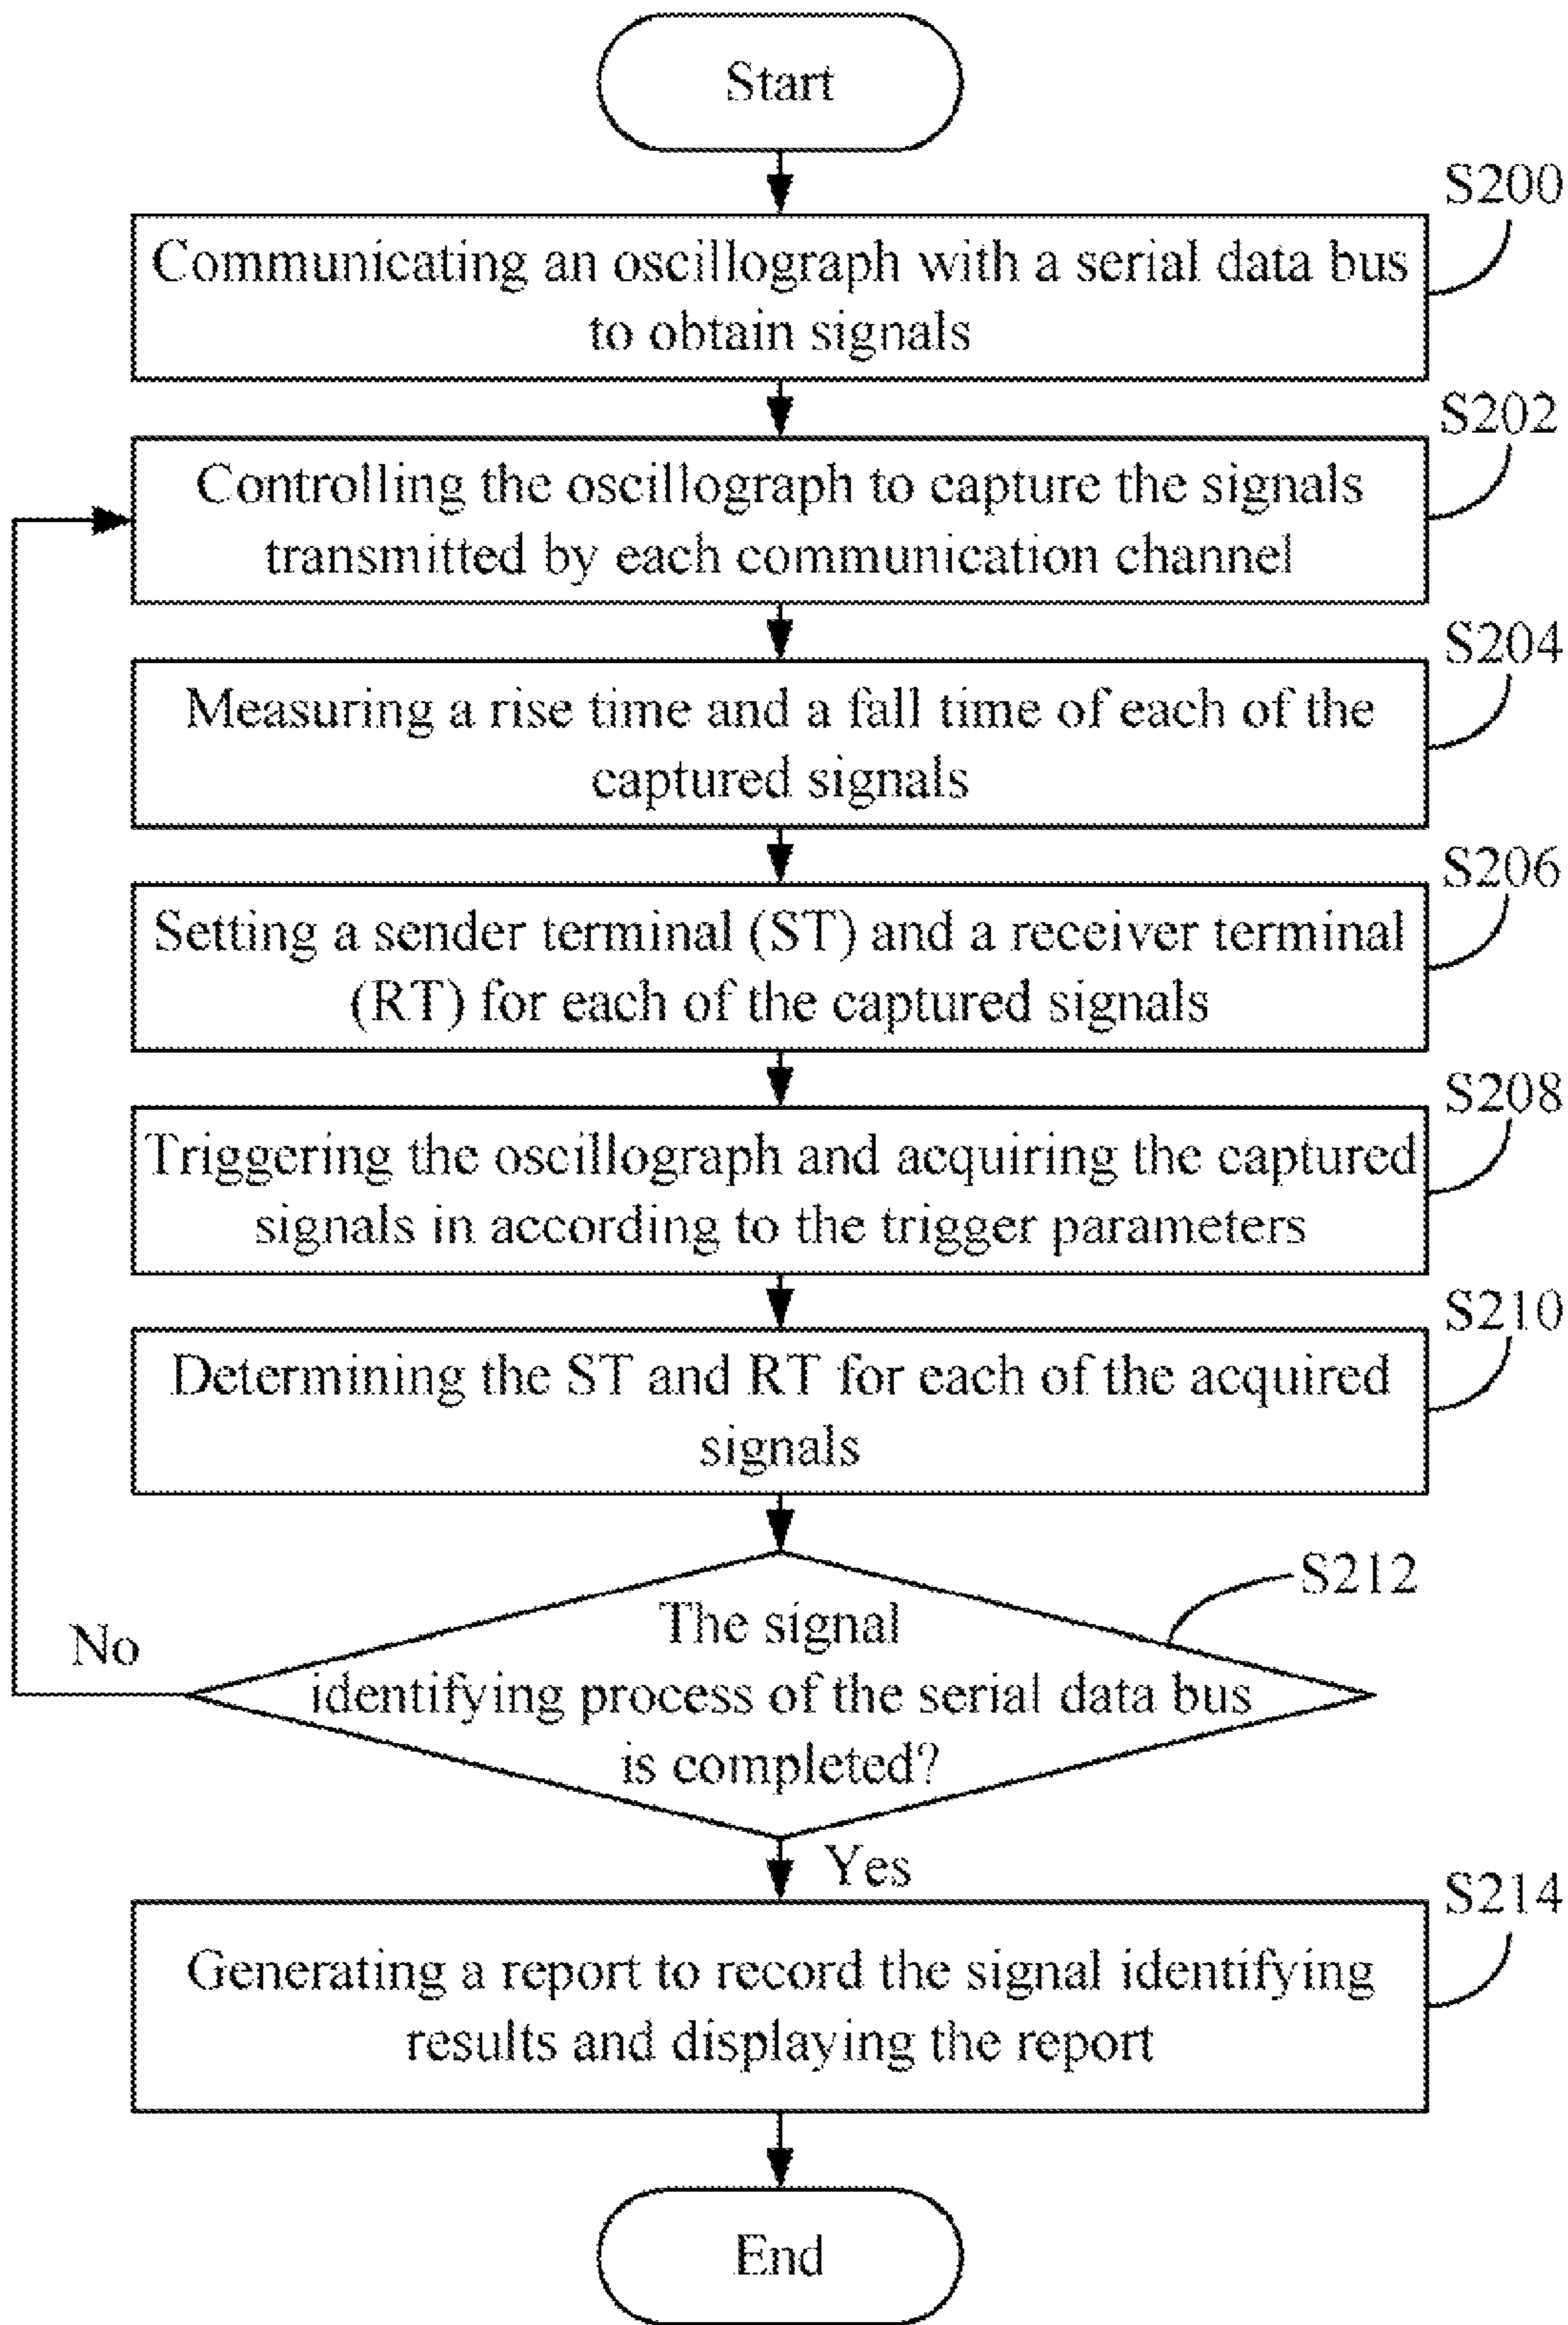 Start
S200
Communicating an oscillograph with a serial data bus
to obtain signals
S202
Controlling the oscillograph to capture the signals
transmitted by each communication channel
S204
Measuring a rise time and a fall time of each of the
captured signals
S206
Setting a sender terminal (ST) and a receiver terminal
(RT) for each of the captured signals
S208
Triggering the oscillograph and acquiring the captured
signals in according to the trigger parameters
S210
Determining the ST and RT for each of the acquired
signals
S212
The signal
identifying process of the serial data bus
is completed?
No
Yes
S214
Generating a report to record the signal identifying
results and displaying the report
End